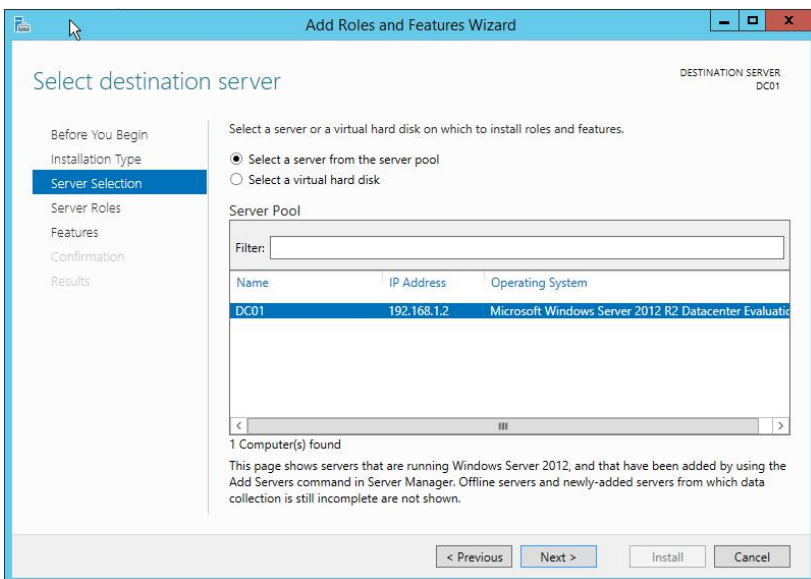 Add Roles and Features Wizard
Select destination server
DESTINATION SERVER
DC01
Before You Begin
Installation Type
Server Selection
Server Roles
Features
Confirmation
Results
Select a server or a virtual hard disk on which to install roles and features.
Select a server from the server pool
Select a virtual hard disk
Server Pool
Filter:
Name IP Address Operating System
DC01 192.168.1.2 Microsoft Windows Server 2012 R2 Datacenter Evaluatio
1 Computer(s) found
This page shows servers that are running Windows Server 2012, and that have been added by using the
Add Servers command in Server Manager. Offline servers and newly-added servers from which data
collection is still incomplete are not shown.
< Previous Next > Install Cancel